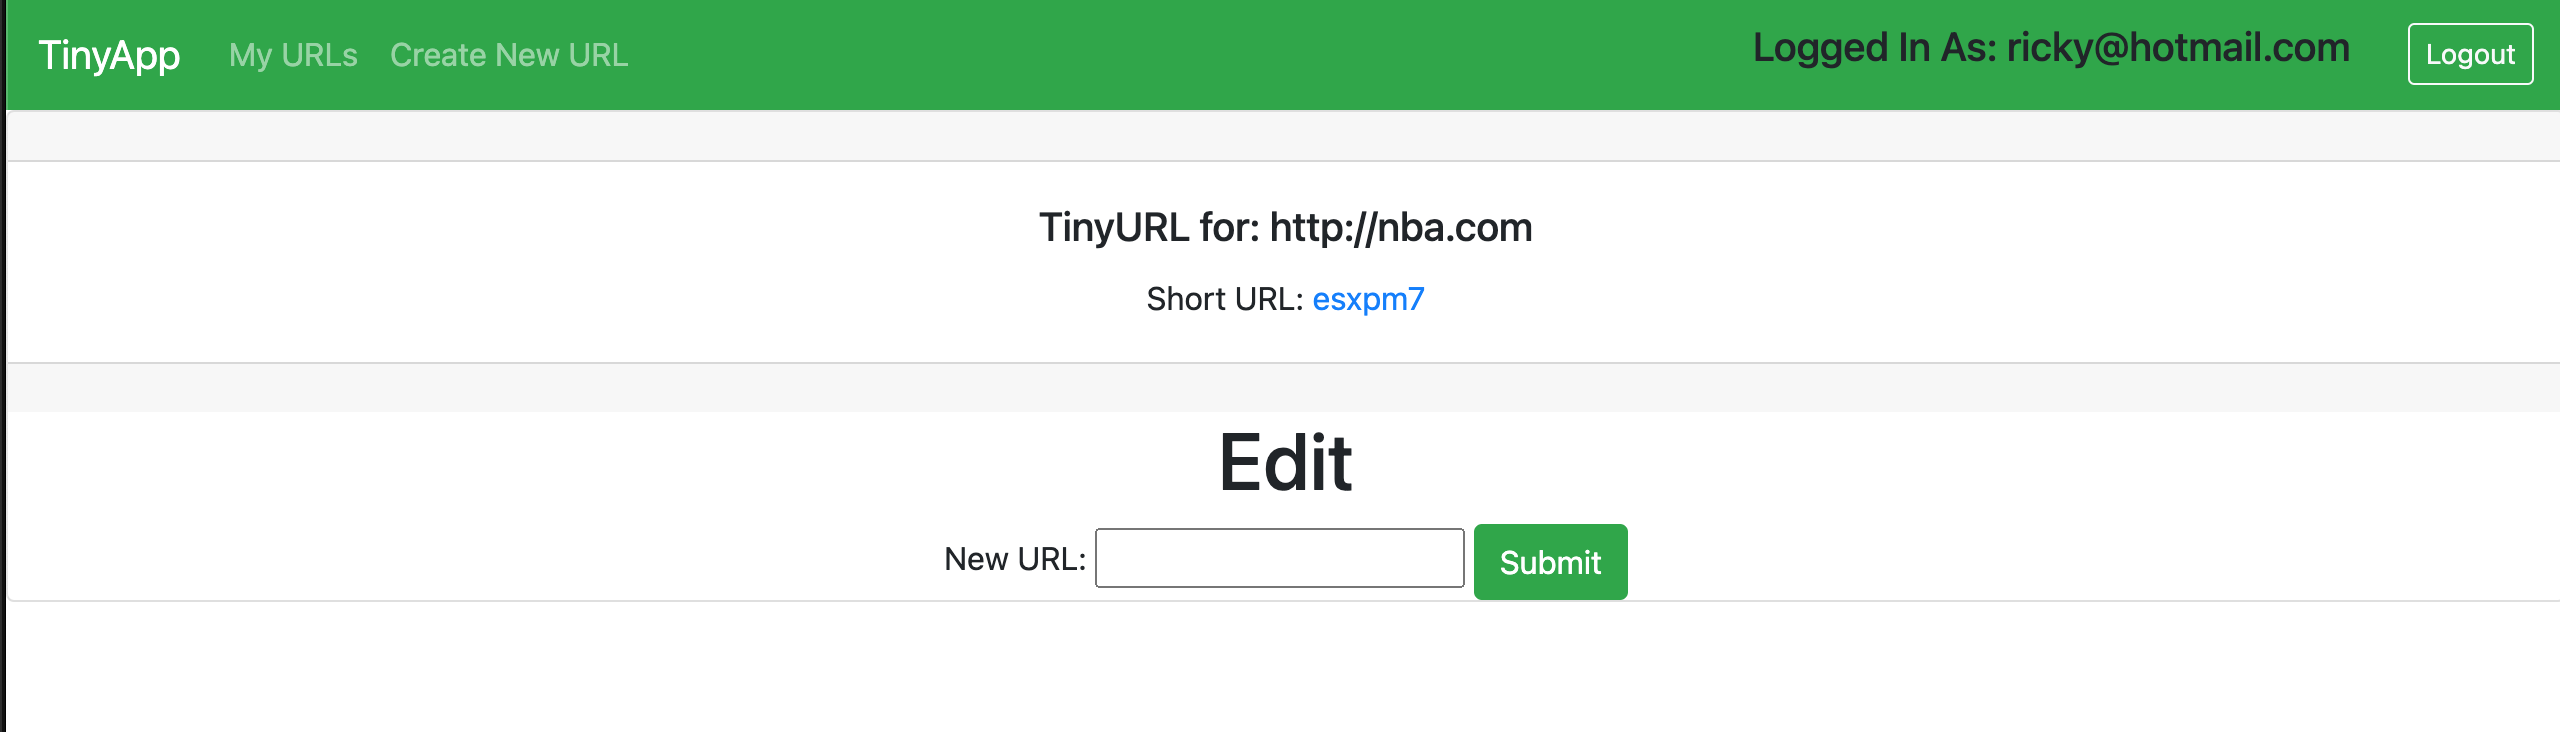 TinyApp My URLs Create New URL Logged In As: ricky@hotmail.com Logout
TinyURL for: http://nba.com
Short URL: esxpm7
Edit
New URL: Submit